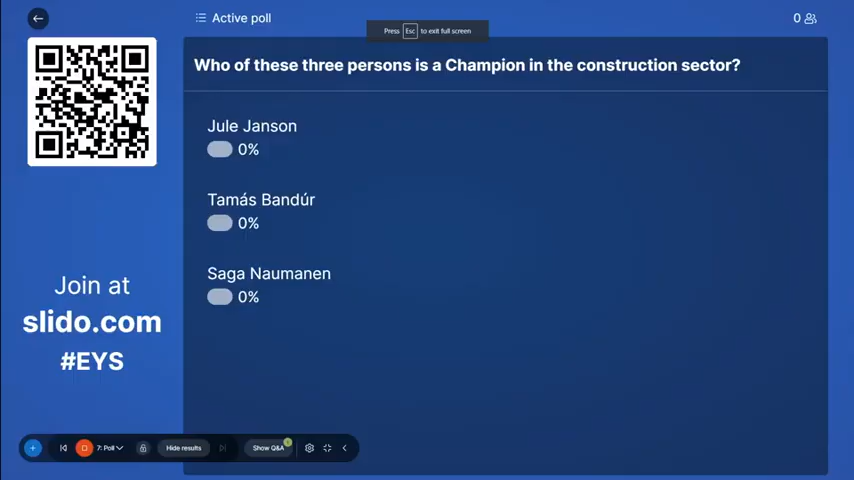 Active poll
0
Press Esc to exit full screen
Who of these three persons is a Champion in the construction sector?
Jule Janson
0%
Tamás Bandúr
0%
Saga Naumanen
0%
Join at
slido.com
#EYS
7: Poll
Hide results
Show Q&A